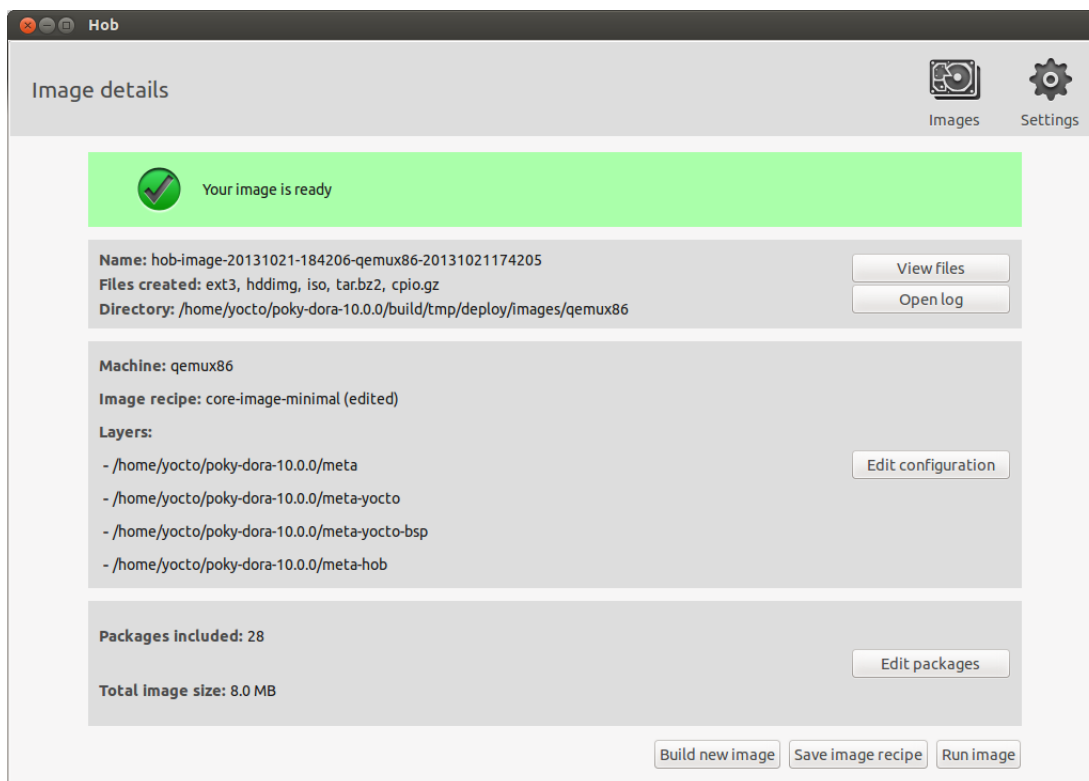 Hob
Image details
Images
Settings
Your image is ready
Name: hob-image-20131021-184206-qemux86-20131021174205
Files created: ext3, hddimg, iso, tar.bz2, cpio.gz
Directory: /home/yocto/poky-dora-10.0.0/build/tmp/deploy/images/qemux86
View files
Open log
Machine: qemux86
Image recipe: core-image-minimal (edited)
Layers:
- /home/yocto/poky-dora-10.0.0/meta
- /home/yocto/poky-dora-10.0.0/meta-yocto
- /home/yocto/poky-dora-10.0.0/meta-yocto-bsp
- /home/yocto/poky-dora-10.0.0/meta-hob
Edit configuration
Packages included: 28
Total image size: 8.0 MB
Edit packages
Build new image
Save image recipe
Run image